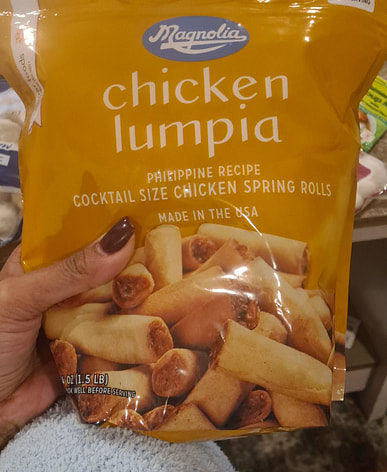 Magnolia
chicken
lumpia
PHILIPPINE RECIPE
COCKTAIL SIZE CHICKEN SPRING ROLLS
MADE IN THE USA
OZ (1.5 LB)
WELL BEFORE SERVING